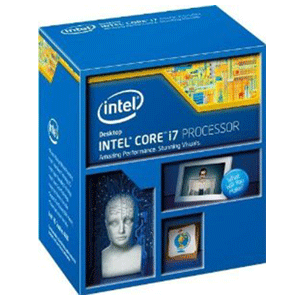 intel
Desktop
INTEL® CORE™ i7 PROCESSOR
Amazing Performance. Stunning Visuals.